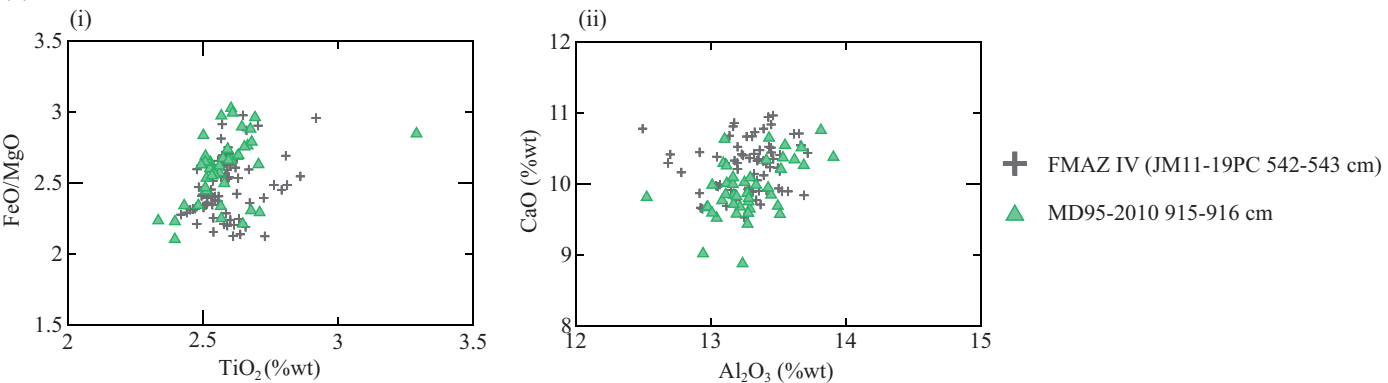 (i)
3.5
3
2.5
2
1.5
FeO/MgO
2
2.5
3
3.5
TiO₂ (%wt)
(ii)
12
11
10
9
8
CaO (%wt)
12
13
14
15
Al₂O₃ (%wt)
FMAZ IV (JM11-19PC 542-543 cm)
MD95-2010 915-916 cm